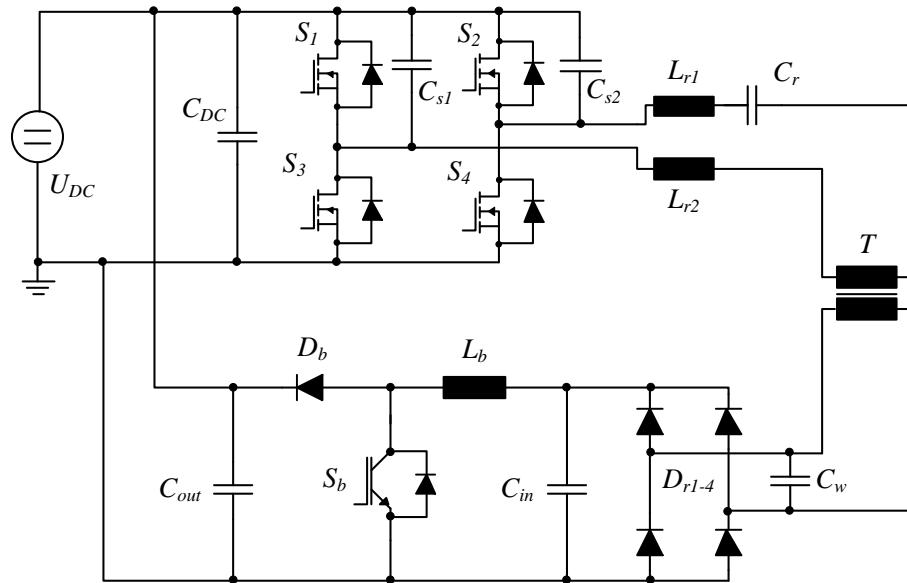 S1
S2
Lr1
Cr
Cs1
Cs2
CDC
UDC
S3
S4
Lr2
T
Db
Lb
Sb
Cout
Cin
Dr1-4
Cw